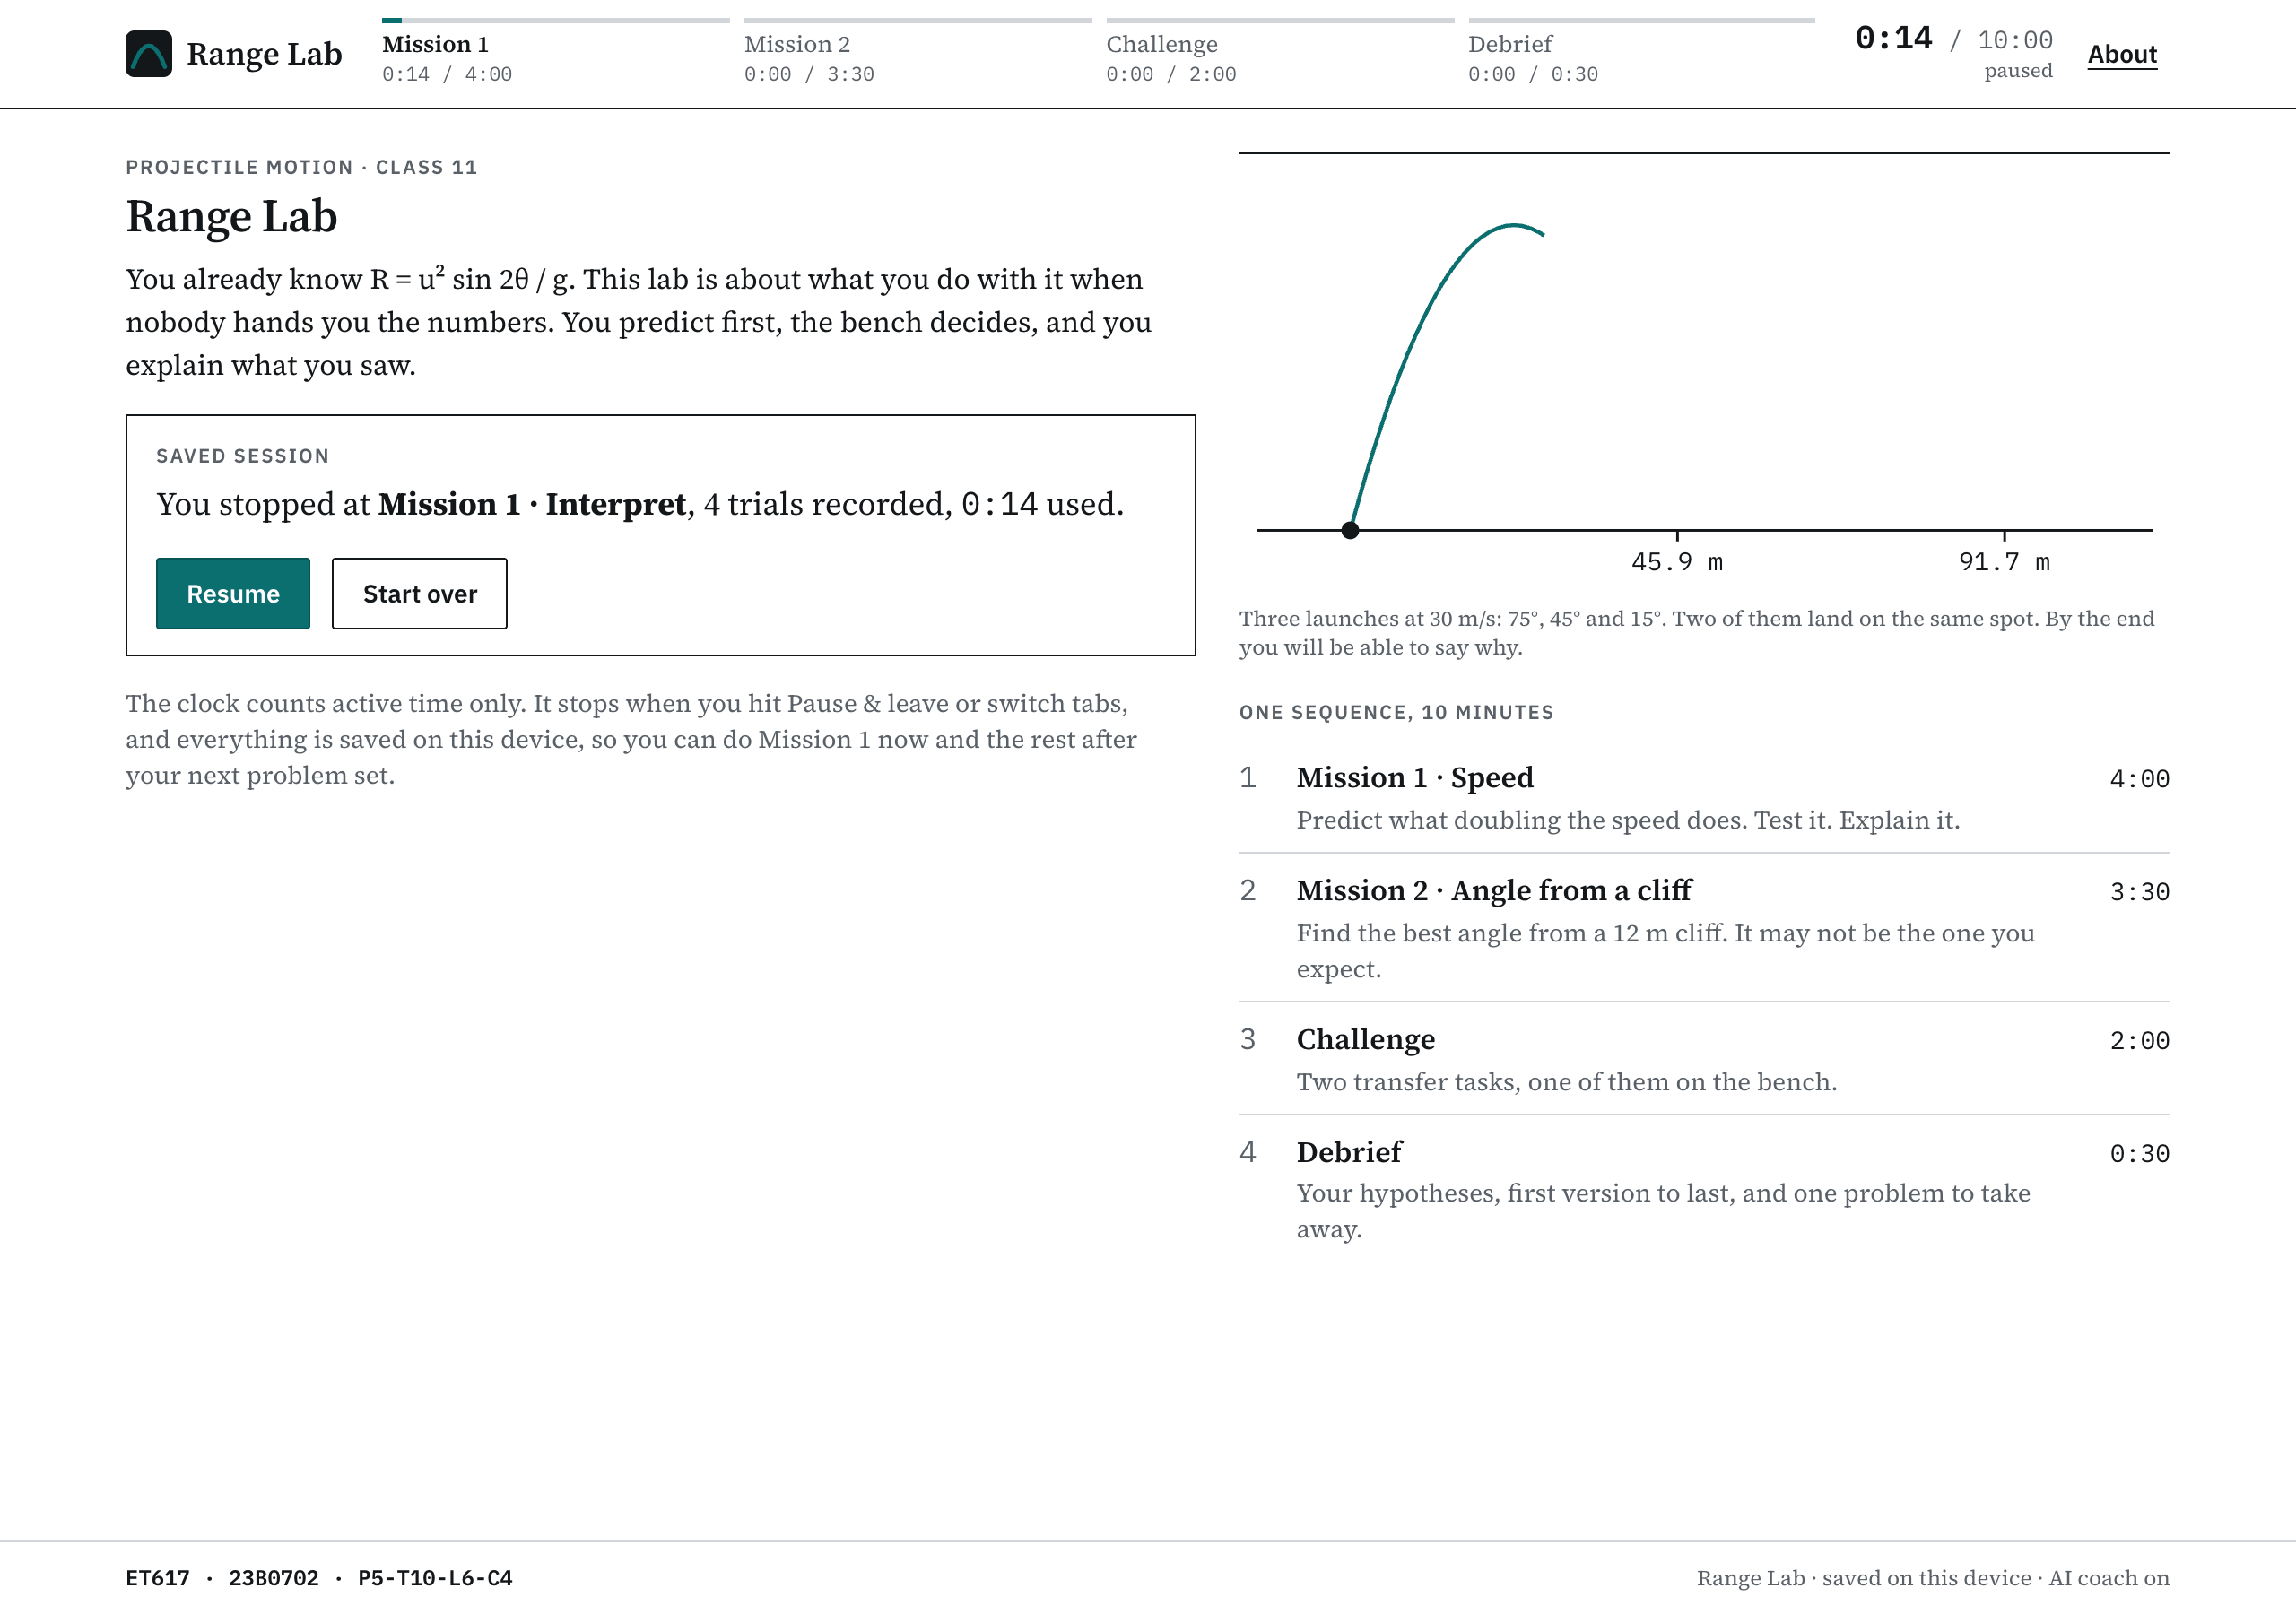 Range Lab
Mission 1
0:14 / 4:00
Mission 2
0:00 / 3:30
Challenge
0:00 / 2:00
Debrief
0:00 / 0:30
0:14 / 10:00
paused
About
PROJECTILE MOTION · CLASS 11
Range Lab
You already know R = u² sin 2θ / g. This lab is about what you do with it when
nobody hands you the numbers. You predict first, the bench decides, and you
explain what you saw.
SAVED SESSION
You stopped at Mission 1 · Interpret, 4 trials recorded, 0:14 used.
Resume
Start over
The clock counts active time only. It stops when you hit Pause & leave or switch tabs,
and everything is saved on this device, so you can do Mission 1 now and the rest after
your next problem set.
45.9 m
91.7 m
Three launches at 30 m/s: 75°, 45° and 15°. Two of them land on the same spot. By the end
you will be able to say why.
ONE SEQUENCE, 10 MINUTES
1 Mission 1 · Speed 4:00
Predict what doubling the speed does. Test it. Explain it.
2 Mission 2 · Angle from a cliff 3:30
Find the best angle from a 12 m cliff. It may not be the one you
expect.
3 Challenge 2:00
Two transfer tasks, one of them on the bench.
4 Debrief 0:30
Your hypotheses, first version to last, and one problem to take
away.
ET617 · 23B0702 · P5-T10-L6-C4
Range Lab · saved on this device · AI coach on